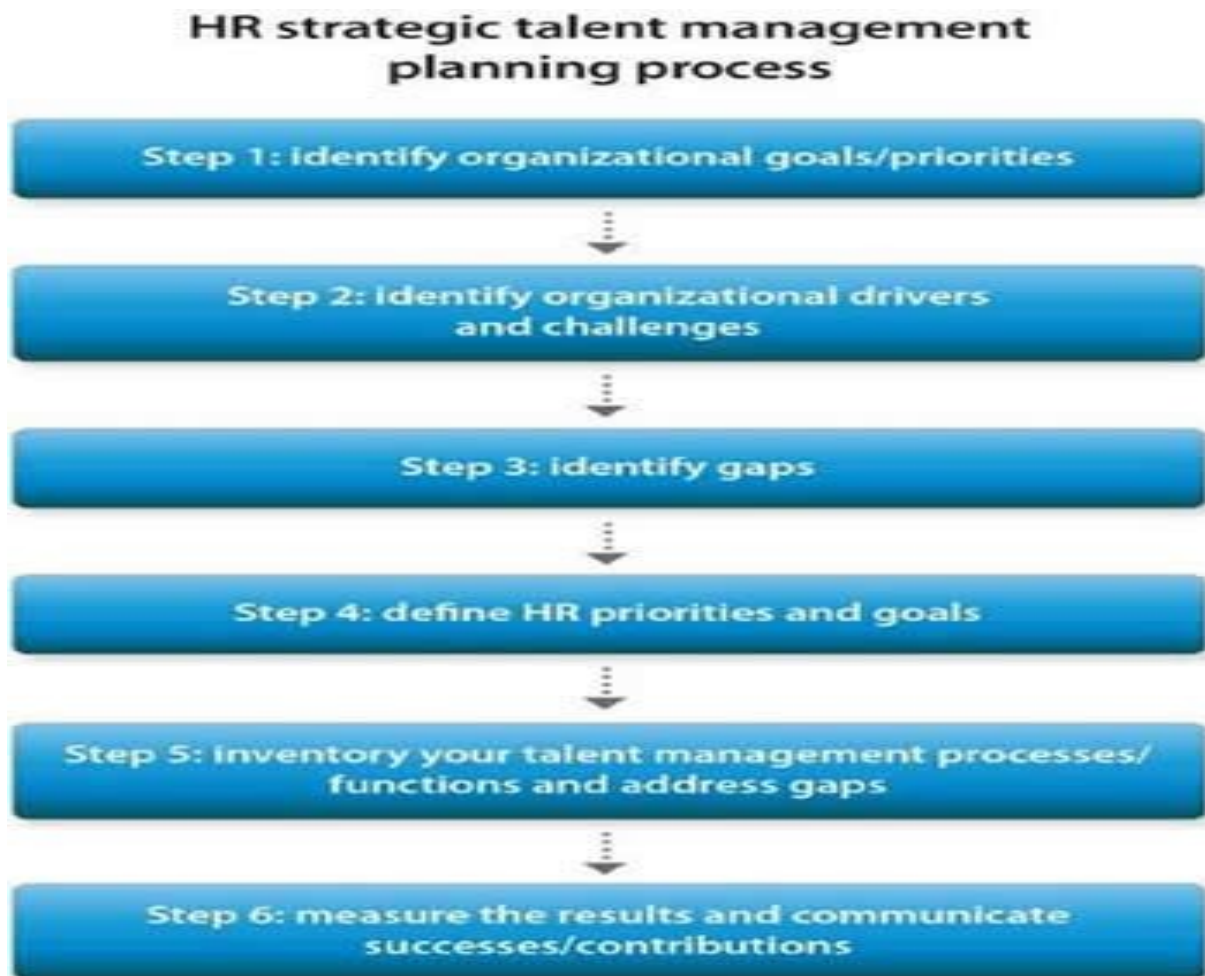 HR strategic talent management
planning process
Step 1: identify organizational goals/priorities
Step 2: identify organizational drivers
and challenges
Step 3: identify gaps
Step 4: define HR priorities and goals
Step 5: inventory your talent management processes/
functions and address gaps
Step 6: measure the results and communicate
successes/contributions